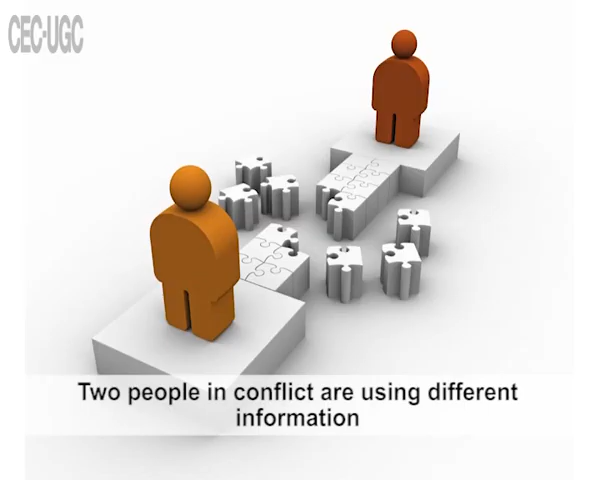 CEC-UGC
Two people in conflict are using different
information